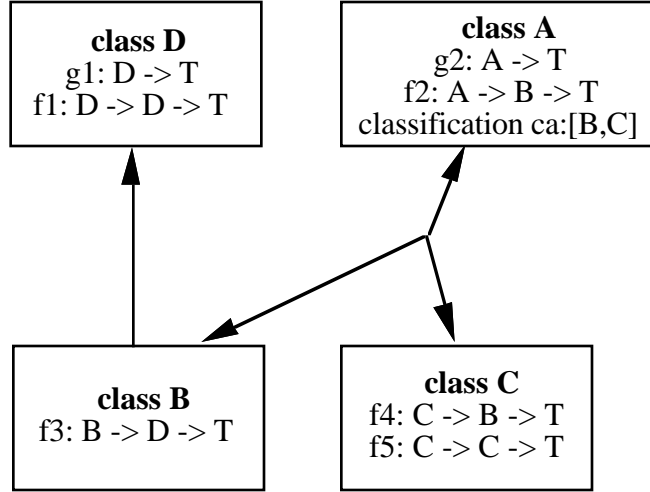 class D
g1: D -> T
f1: D -> D -> T
class A
g2: A -> T
f2: A -> B -> T
classification ca:[B,C]
class B
f3: B -> D -> T
class C
f4: C -> B -> T
f5: C -> C -> T